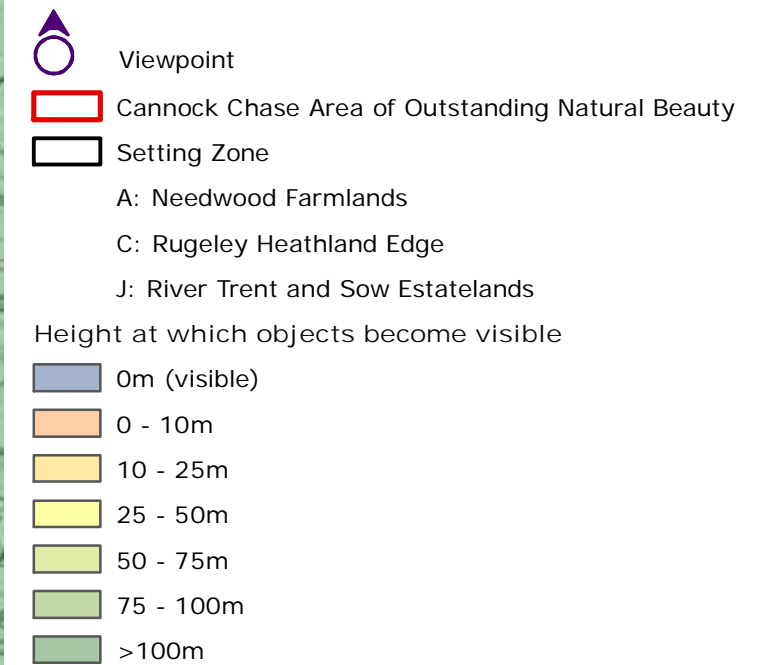 Viewpoint
Cannock Chase Area of Outstanding Natural Beauty
Setting Zone
A: Needwood Farmlands
C: Rugeley Heathland Edge
J: River Trent and Sow Estatelands
Height at which objects become visible
0m (visible)
0 - 10m
10 - 25m
25 - 50m
50 - 75m
75 - 100m
>100m